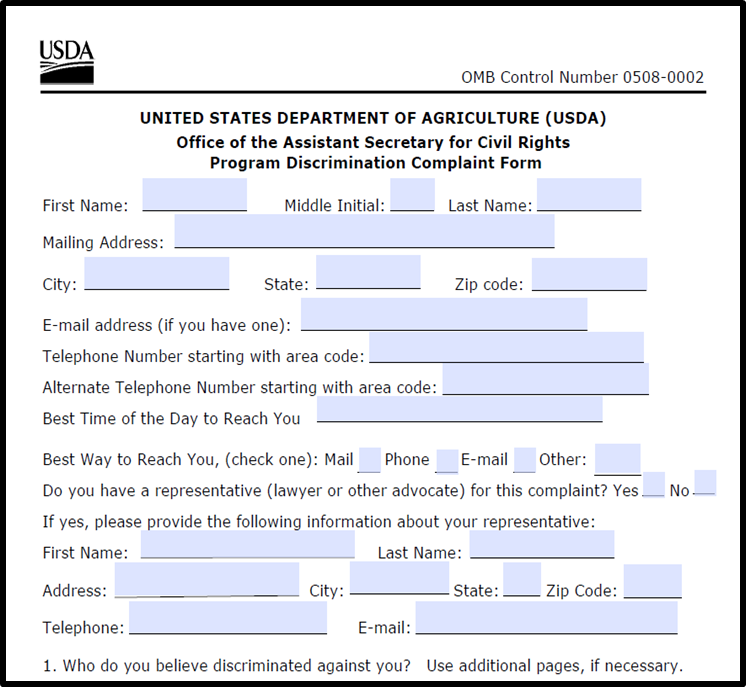 USDA
OMB Control Number 0508-0002
UNITED STATES DEPARTMENT OF AGRICULTURE (USDA)
Office of the Assistant Secretary for Civil Rights
Program Discrimination Complaint Form
First Name: Middle Initial: Last Name:
Mailing Address:
City: State: Zip code:
E-mail address (if you have one):
Telephone Number starting with area code:
Alternate Telephone Number starting with area code:
Best Time of the Day to Reach You
Best Way to Reach You, (check one): Mail Phone E-mail Other:
Do you have a representative (lawyer or other advocate) for this complaint? Yes No
If yes, please provide the following information about your representative:
First Name: Last Name:
Address: City: State: Zip Code:
Telephone: E-mail:
1. Who do you believe discriminated against you? Use additional pages, if necessary.